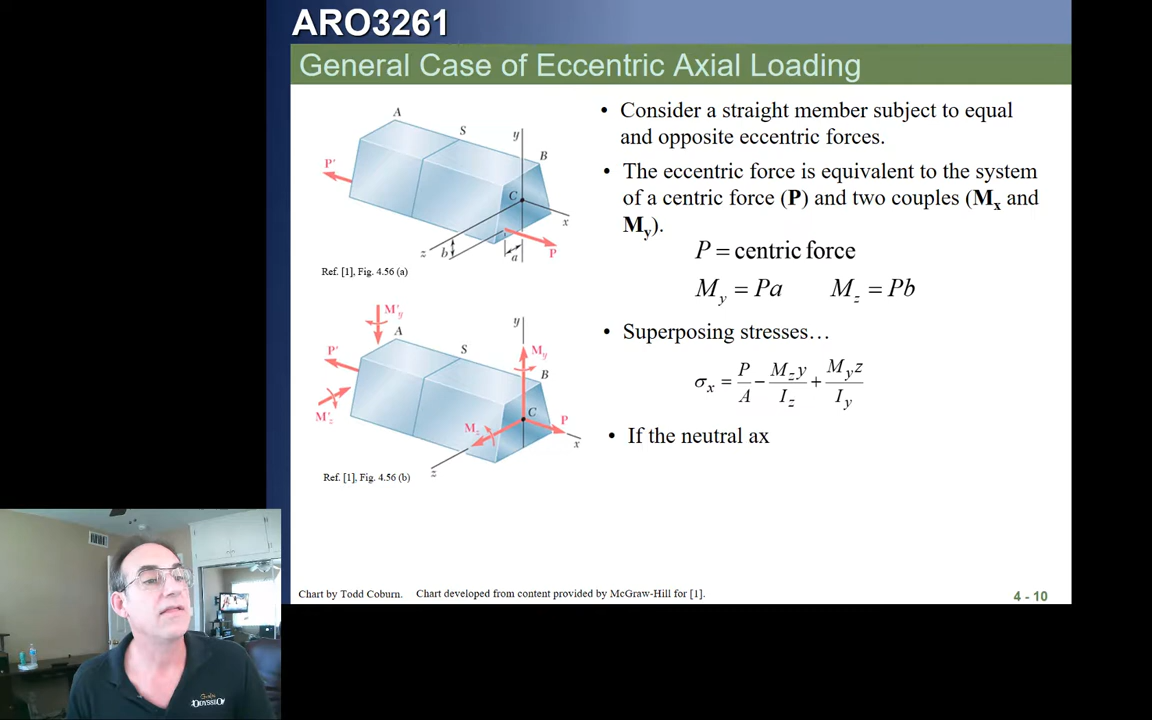 ARO3261
General Case of Eccentric Axial Loading
A
S
y
B
P'
C
x
z
b
a
P
Ref. [1], Fig. 4.56 (a)
M'y
A
S
y
My
B
P'
C
P
M'z
Mz
x
z
Ref. [1], Fig. 4.56 (b)
• Consider a straight member subject to equal
and opposite eccentric forces.
• The eccentric force is equivalent to the system
of a centric force (P) and two couples (Mx and
My).
P = centric force
My = Pa Mz = Pb
• Superposing stresses…
σx = P/A − Mzy/Iz + Myz/Iy
• If the neutral ax
Chart by Todd Coburn. Chart developed from content provided by McGraw-Hill for [1].
4 - 10
ODYSSEY